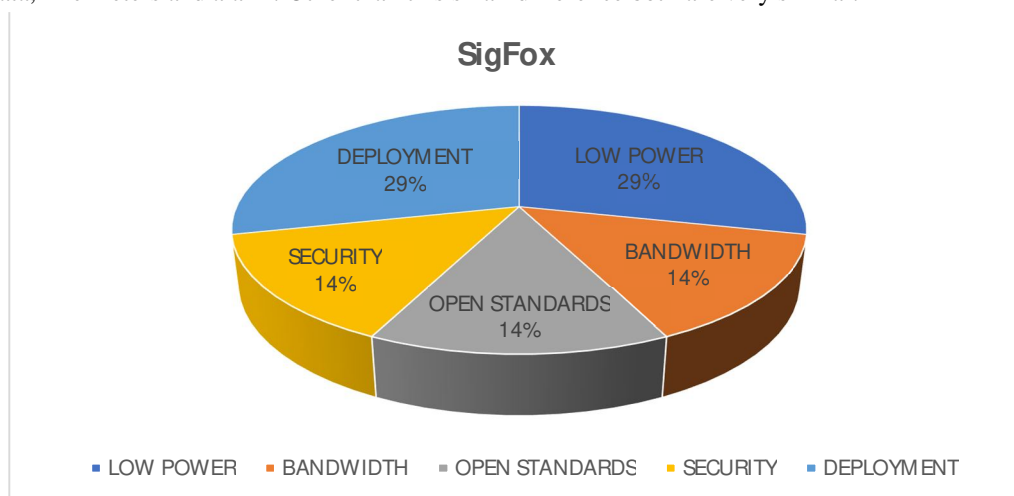 SigFox
DEPLOYMENT
29%
LOW POWER
29%
SECURITY
14%
BANDWIDTH
14%
OPEN STANDARDS
14%
LOW POWER BANDWIDTH OPEN STANDARDS SECURITY DEPLOYMENT